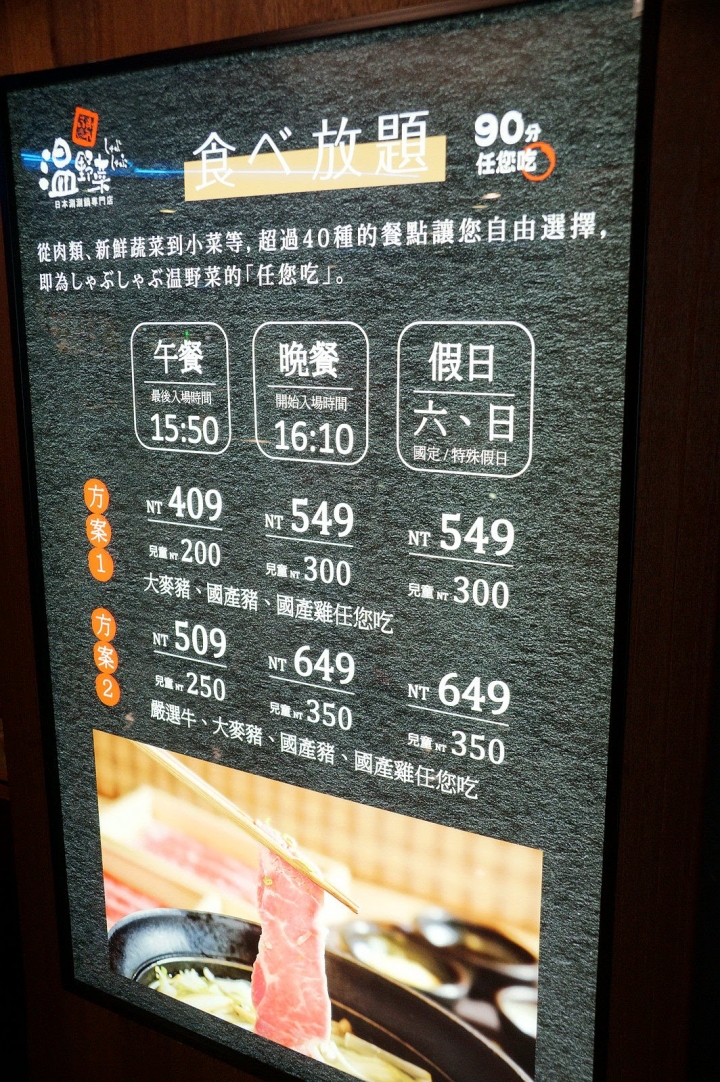 温野菜
しゃぶしゃぶ
日本涮涮鍋專門店
食べ放題
90分
任您吃
從肉類、新鮮蔬菜到小菜等,超過40種的餐點讓您自由選擇,
即為しゃぶしゃぶ温野菜的「任您吃」。
午餐
最後入場時間
15:50
晚餐
開始入場時間
16:10
假日
六、日
國定/特殊假日
方案1
NT 409
兒童 NT 200
NT 549
兒童 NT 300
NT 549
兒童 NT 300
大麥豬、國產豬、國產雞任您吃
方案2
NT 509
兒童 NT 250
NT 649
兒童 NT 350
NT 649
兒童 NT 350
嚴選牛、大麥豬、國產豬、國產雞任您吃